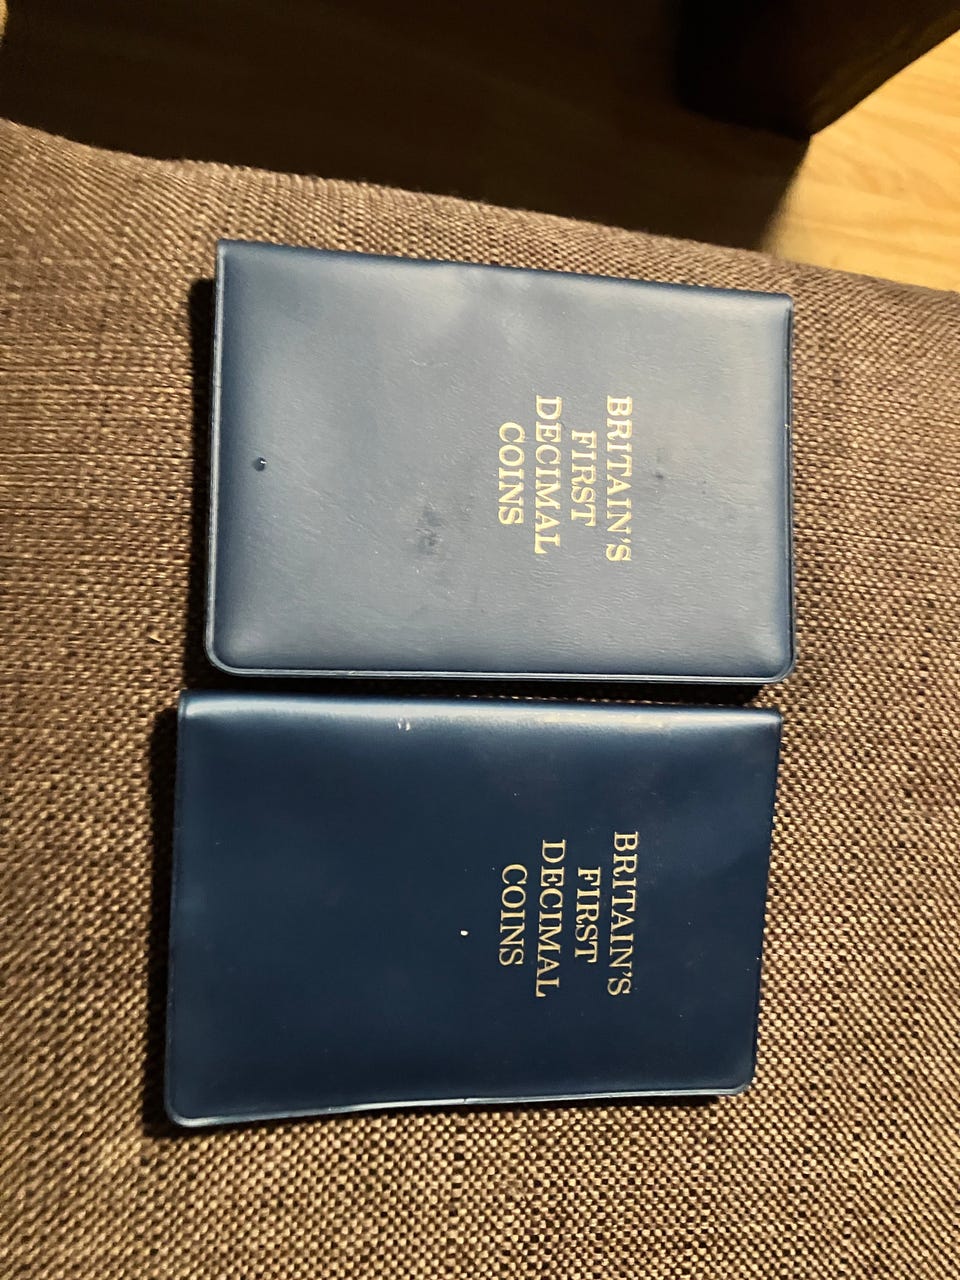 BRITAIN'S
FIRST
DECIMAL
COINS
BRITAIN'S
FIRST
DECIMAL
COINS